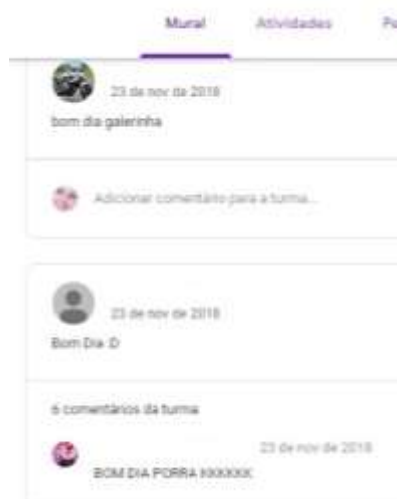 Mural Atividades Pe
23 de nov de 2018
bom dia galerinha
Adicionar comentário para a turma...
23 de nov de 2018
Bom Dia :D
6 comentários da turma
23 de nov de 2018
BOM DIA PORRA KKKKKK